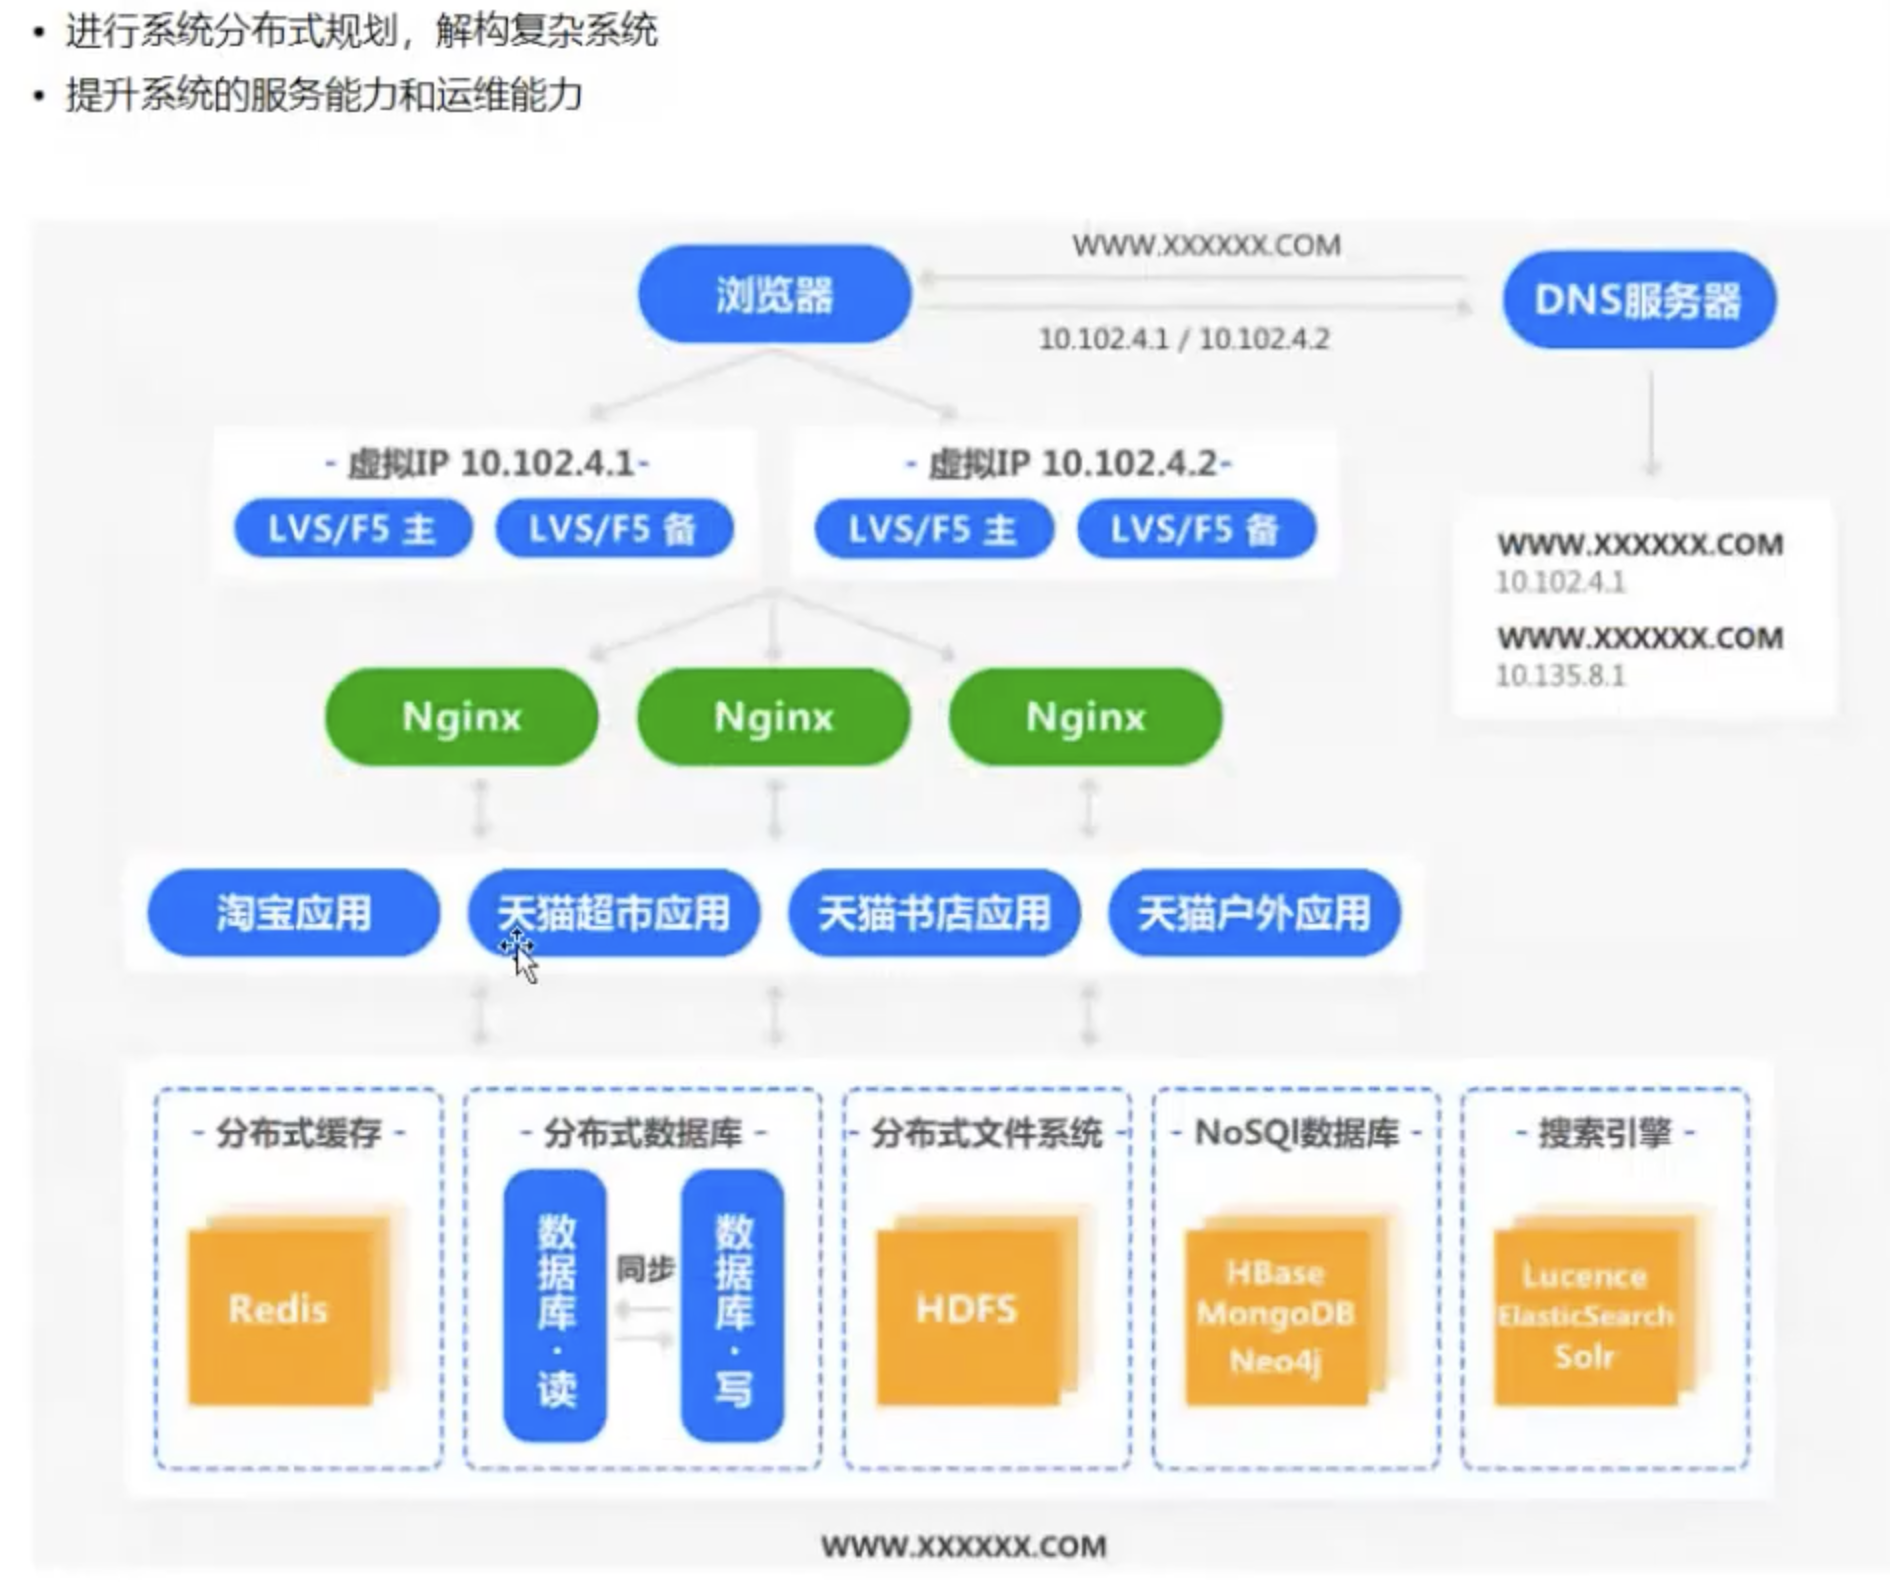 • 进行系统分布式规划，解构复杂系统
• 提升系统的服务能力和运维能力
WWW.XXXXXX.COM
浏览器
DNS服务器
10.102.4.1 / 10.102.4.2
- 虚拟IP 10.102.4.1-
- 虚拟IP 10.102.4.2-
LVS/F5 主
LVS/F5 备
LVS/F5 主
LVS/F5 备
WWW.XXXXXX.COM
10.102.4.1
WWW.XXXXXX.COM
10.135.8.1
Nginx
Nginx
Nginx
淘宝应用
天猫超市应用
天猫书店应用
天猫户外应用
- 分布式缓存 -
- 分布式数据库 -
- 分布式文件系统 -
- NoSQl数据库 -
- 搜索引擎 -
Redis
数据库·读
同步
数据库·写
HDFS
HBase
MongoDB
Neo4j
Lucence
ElasticSearch
Solr
WWW.XXXXXX.COM